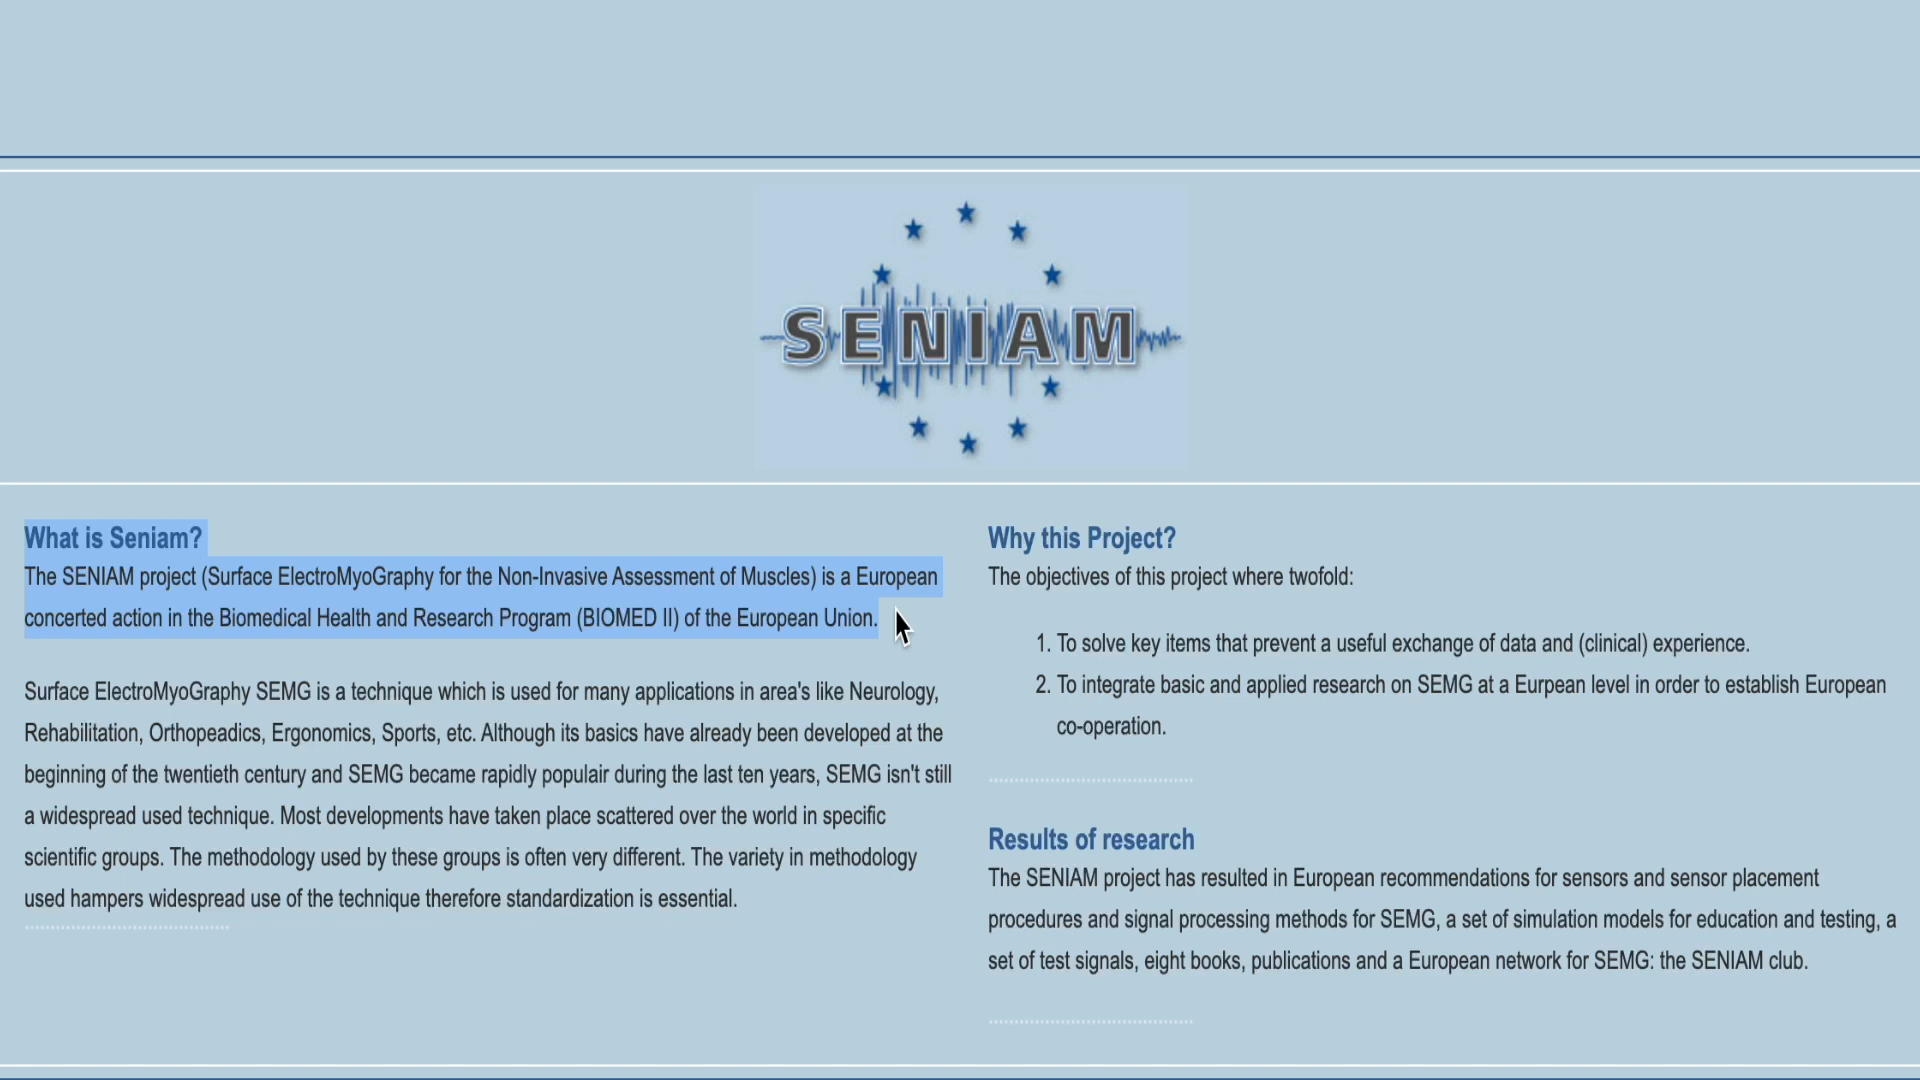 SENIAM
What is Seniam?
The SENIAM project (Surface ElectroMyoGraphy for the Non-Invasive Assessment of Muscles) is a European
concerted action in the Biomedical Health and Research Program (BIOMED II) of the European Union.
Surface ElectroMyoGraphy SEMG is a technique which is used for many applications in area's like Neurology,
Rehabilitation, Orthopeadics, Ergonomics, Sports, etc. Although its basics have already been developed at the
beginning of the twentieth century and SEMG became rapidly populair during the last ten years, SEMG isn't still
a widespread used technique. Most developments have taken place scattered over the world in specific
scientific groups. The methodology used by these groups is often very different. The variety in methodology
used hampers widespread use of the technique therefore standardization is essential.
Why this Project?
The objectives of this project where twofold:
1. To solve key items that prevent a useful exchange of data and (clinical) experience.
2. To integrate basic and applied research on SEMG at a Eurpean level in order to establish European
co-operation.
Results of research
The SENIAM project has resulted in European recommendations for sensors and sensor placement
procedures and signal processing methods for SEMG, a set of simulation models for education and testing, a
set of test signals, eight books, publications and a European network for SEMG: the SENIAM club.